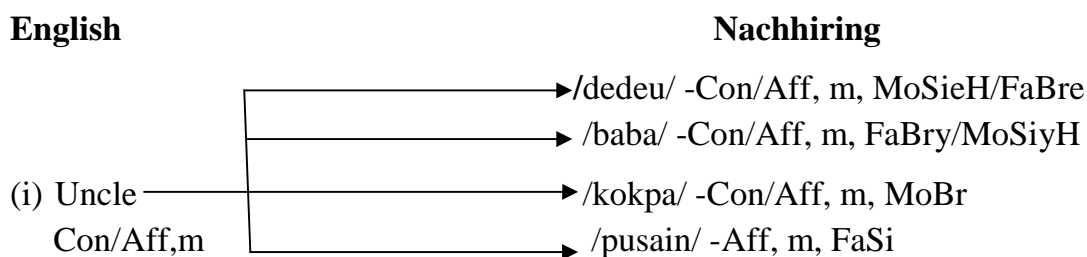 English Nachhiring
/dedeu/ -Con/Aff, m, MoSieH/FaBre
/baba/ -Con/Aff, m, FaBry/MoSiyH
(i) Uncle /kokpa/ -Con/Aff, m, MoBr
Con/Aff,m /pusain/ -Aff, m, FaSi